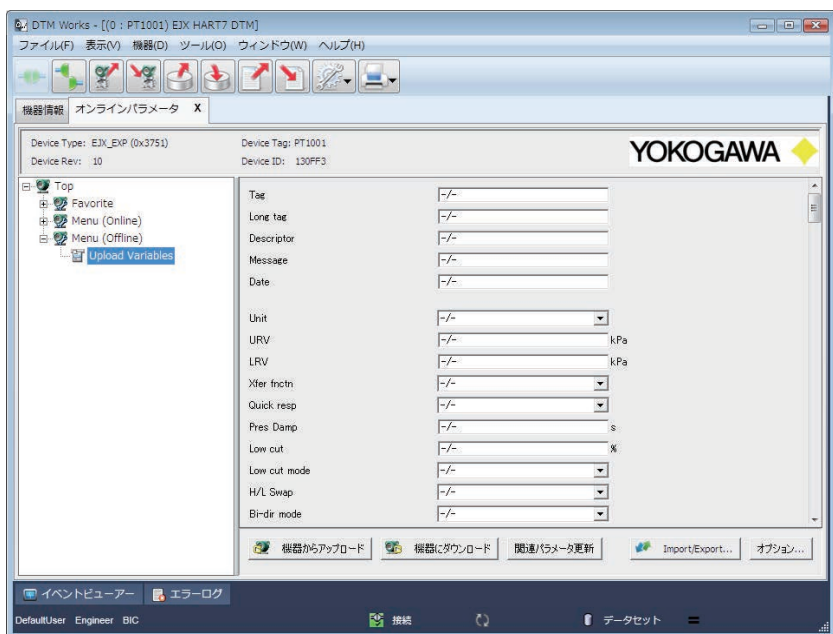 DTM Works - [(0 : PT1001) EJX HART7 DTM]
ファイル(F) 表示(V) 機器(D) ツール(O) ウィンドウ(W) ヘルプ(H)
機器情報 オンラインパラメータ X
Device Type: EJX_EXP (0x3751) Device Tag: PT1001
Device Rev: 10 Device ID: 130FF3
YOKOGAWA
Top
Favorite
Menu (Online)
Menu (Offline)
Upload Variables
Tag -/-
Long tag -/-
Descriptor -/-
Message -/-
Date -/-
Unit -/-
URV -/- kPa
LRV -/- kPa
Xfer fnctn -/-
Quick resp -/-
Pres Damp -/- s
Low cut -/- %
Low cut mode -/-
H/L Swap -/-
Bi-dir mode -/-
機器からアップロード 機器にダウンロード 関連パラメータ更新 Import/Export... オプション...
イベントビューアー エラーログ
DefaultUser Engineer BIC 接続 データセット